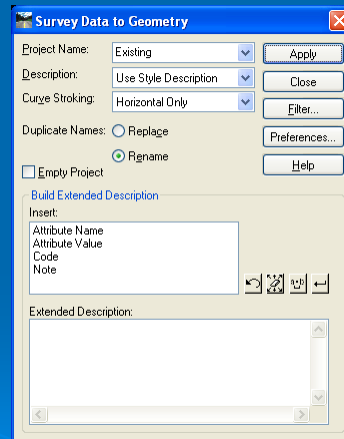 Survey Data to Geometry
Project Name: Existing Apply
Description: Use Style Description Close
Curve Stroking: Horizontal Only Filter...
Duplicate Names: Replace Preferences...
Rename
Empty Project Help
Build Extended Description
Insert:
Attribute Name
Attribute Value
Code
Note
Extended Description: